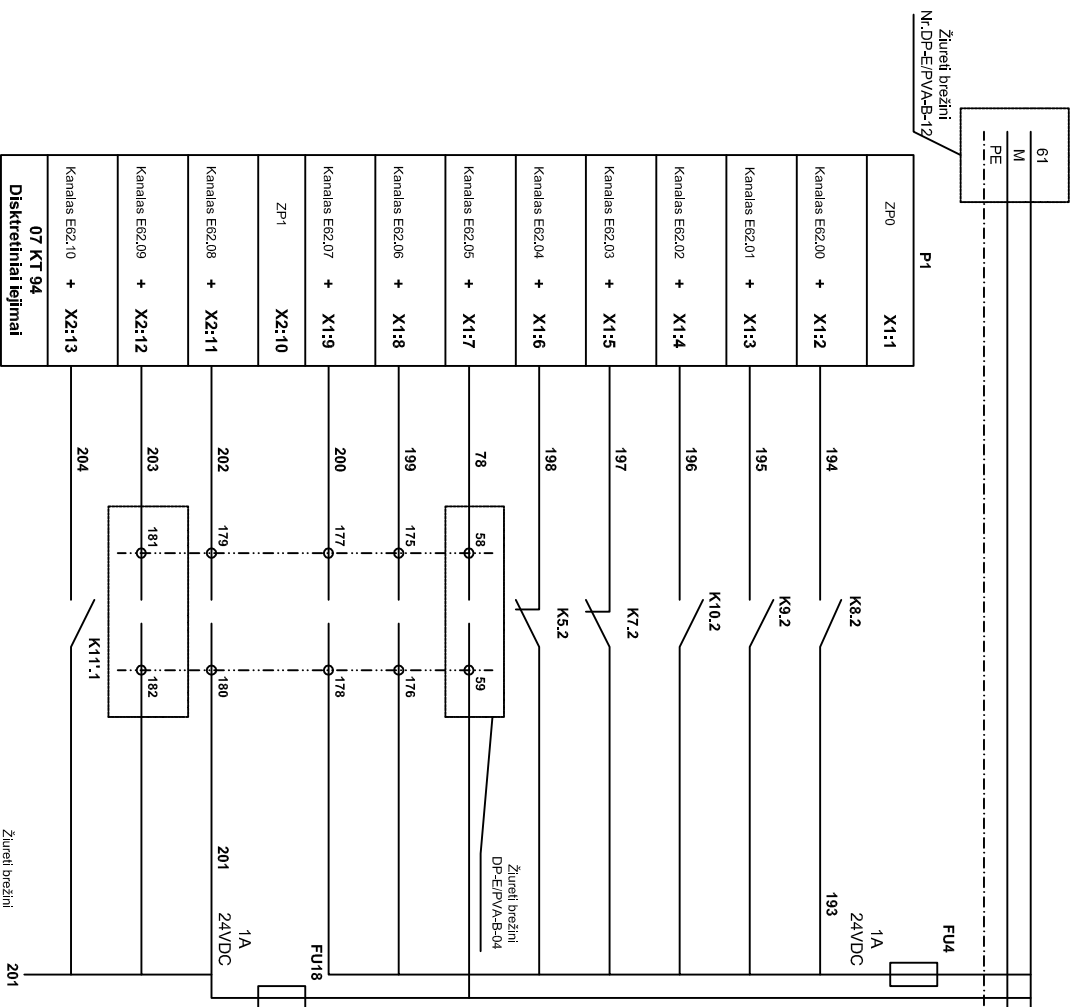 61
M
PE
Žiureti brežini
Nr.DP-E/PVA-B-12
P1
ZP0
X1:1
Kanalas E62.00 + X1:2
194
K8.2
193
1A
24VDC
FU4
Kanalas E62.01 + X1:3
195
K9.2
Kanalas E62.02 + X1:4
196
K10.2
Kanalas E62.03 + X1:5
197
K7.2
Kanalas E62.04 + X1:6
198
K5.2
Kanalas E62.05 + X1:7
78
58
59
Žiureti brežini
DP-E/PVA-B-04
Kanalas E62.06 + X1:8
199
175
176
Kanalas E62.07 + X1:9
200
177
178
FU18
ZP1
X2:10
1A
24VDC
Kanalas E62.08 + X2:11
202
179
180
201
Kanalas E62.09 + X2:12
203
181
182
Kanalas E62.10 + X2:13
204
K11'.1
07 KT 94
Disktretiniai iejimai
Žiureti brežini
201